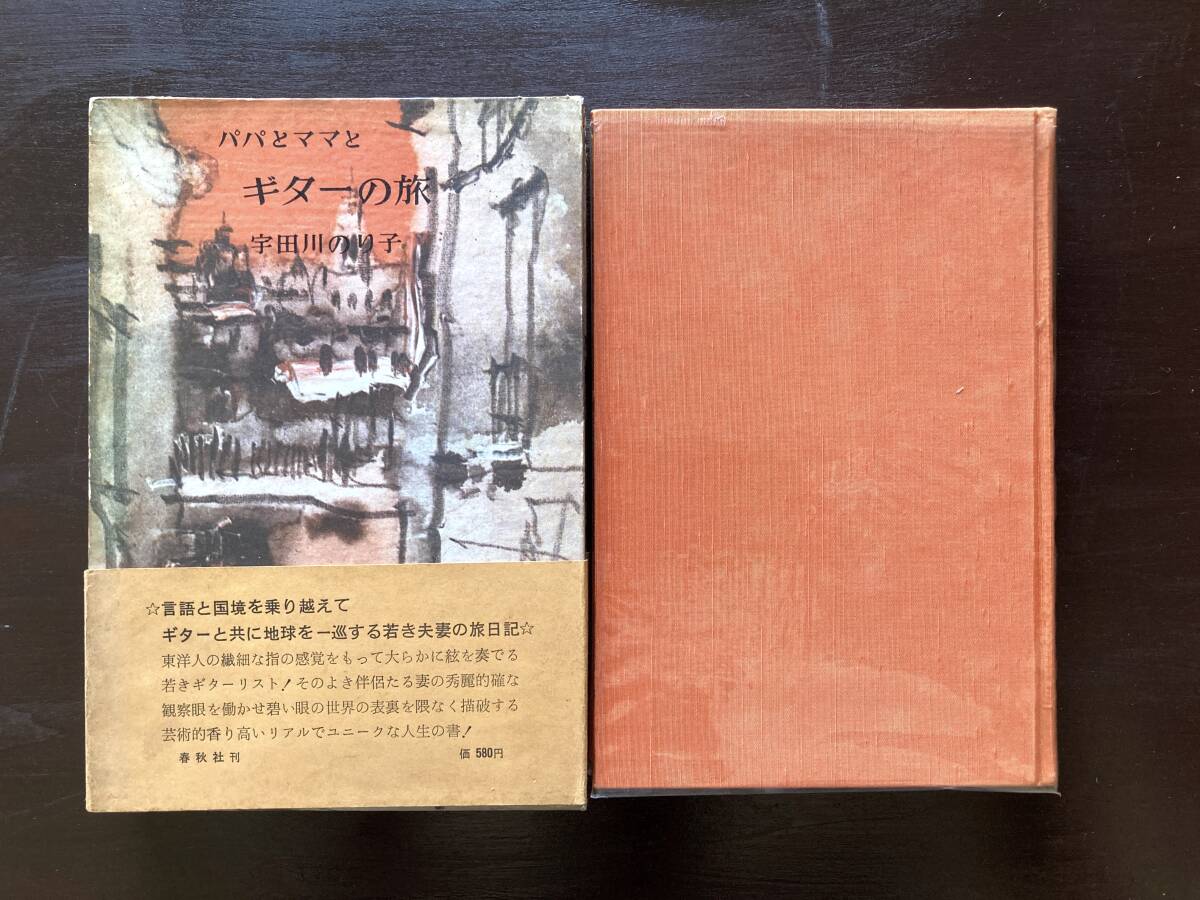 パパとママと
ギターの旅
宇田川のり子
☆言語と国境を乗り越えて
ギターと共に地球を一巡する若き夫妻の旅日記☆
東洋人の繊細な指の感覚をもって大らかに絃を奏でる
若きギターリスト!そのよき伴侶たる妻の秀麗的確な
観察眼を働かせ碧い眼の世界の表裏を隈なく描破する
芸術的香り高いリアルでユニークな人生の書!
春秋社刊 価 580円